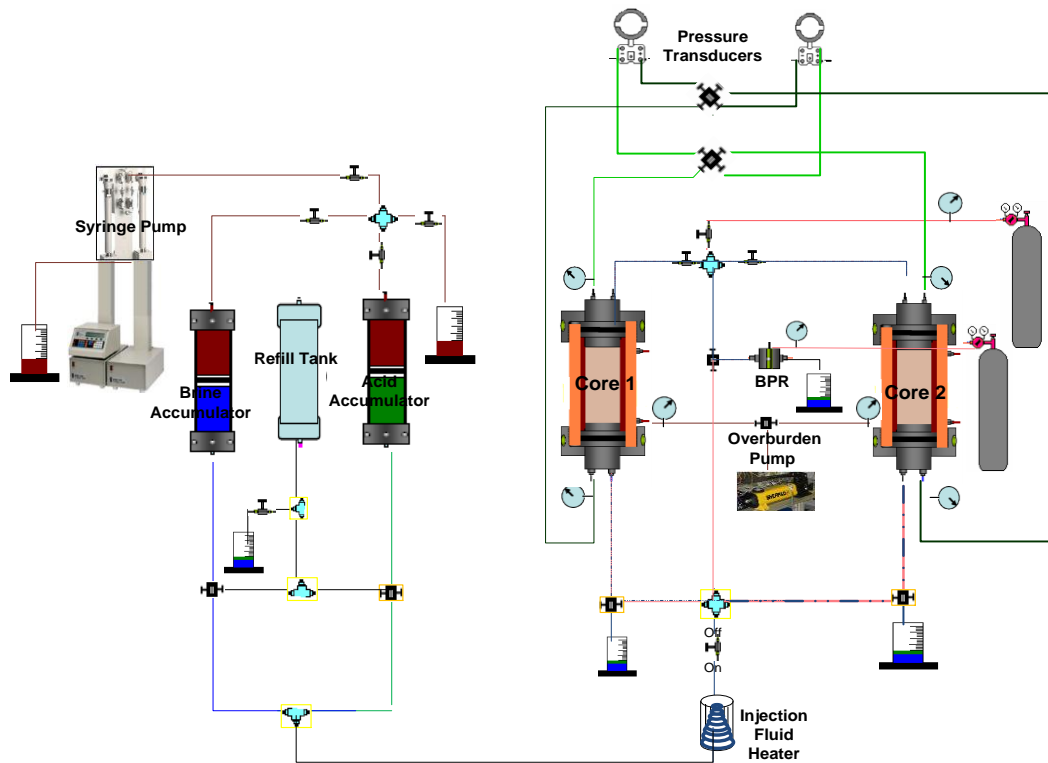 Pressure
Transducers
Syringe Pump
Refill Tank
Brine
Accumulator
Acid
Accumulator
Core 1
BPR
Core 2
Overburden
Pump
ENERPAC
Off
On
Injection
Fluid
Heater